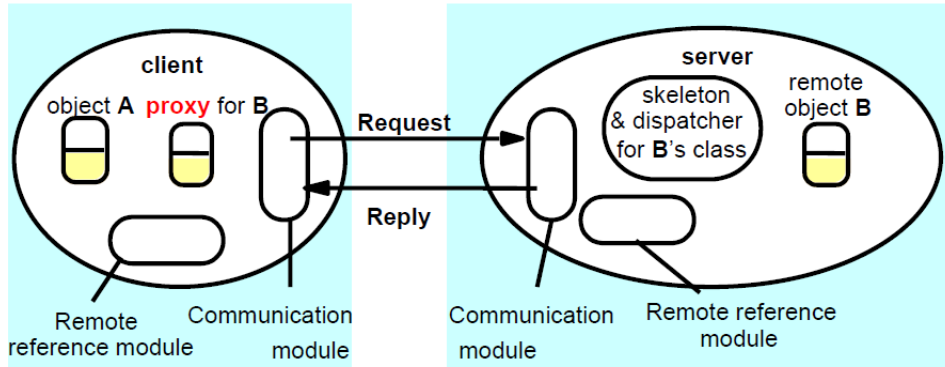 client
object A proxy for B
Remote
reference module
Communication
module
Request
Reply
server
skeleton
& dispatcher
for B's class
remote
object B
Communication
module
Remote reference
module